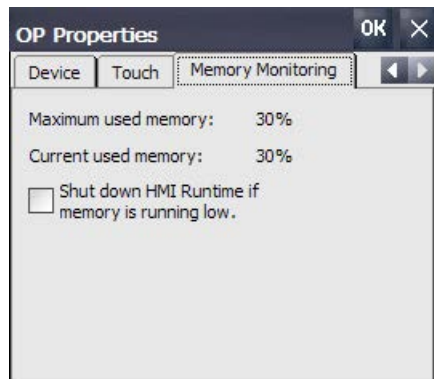 OP Properties OK ×
Device Touch Memory Monitoring
Maximum used memory: 30%
Current used memory: 30%
Shut down HMI Runtime if
memory is running low.